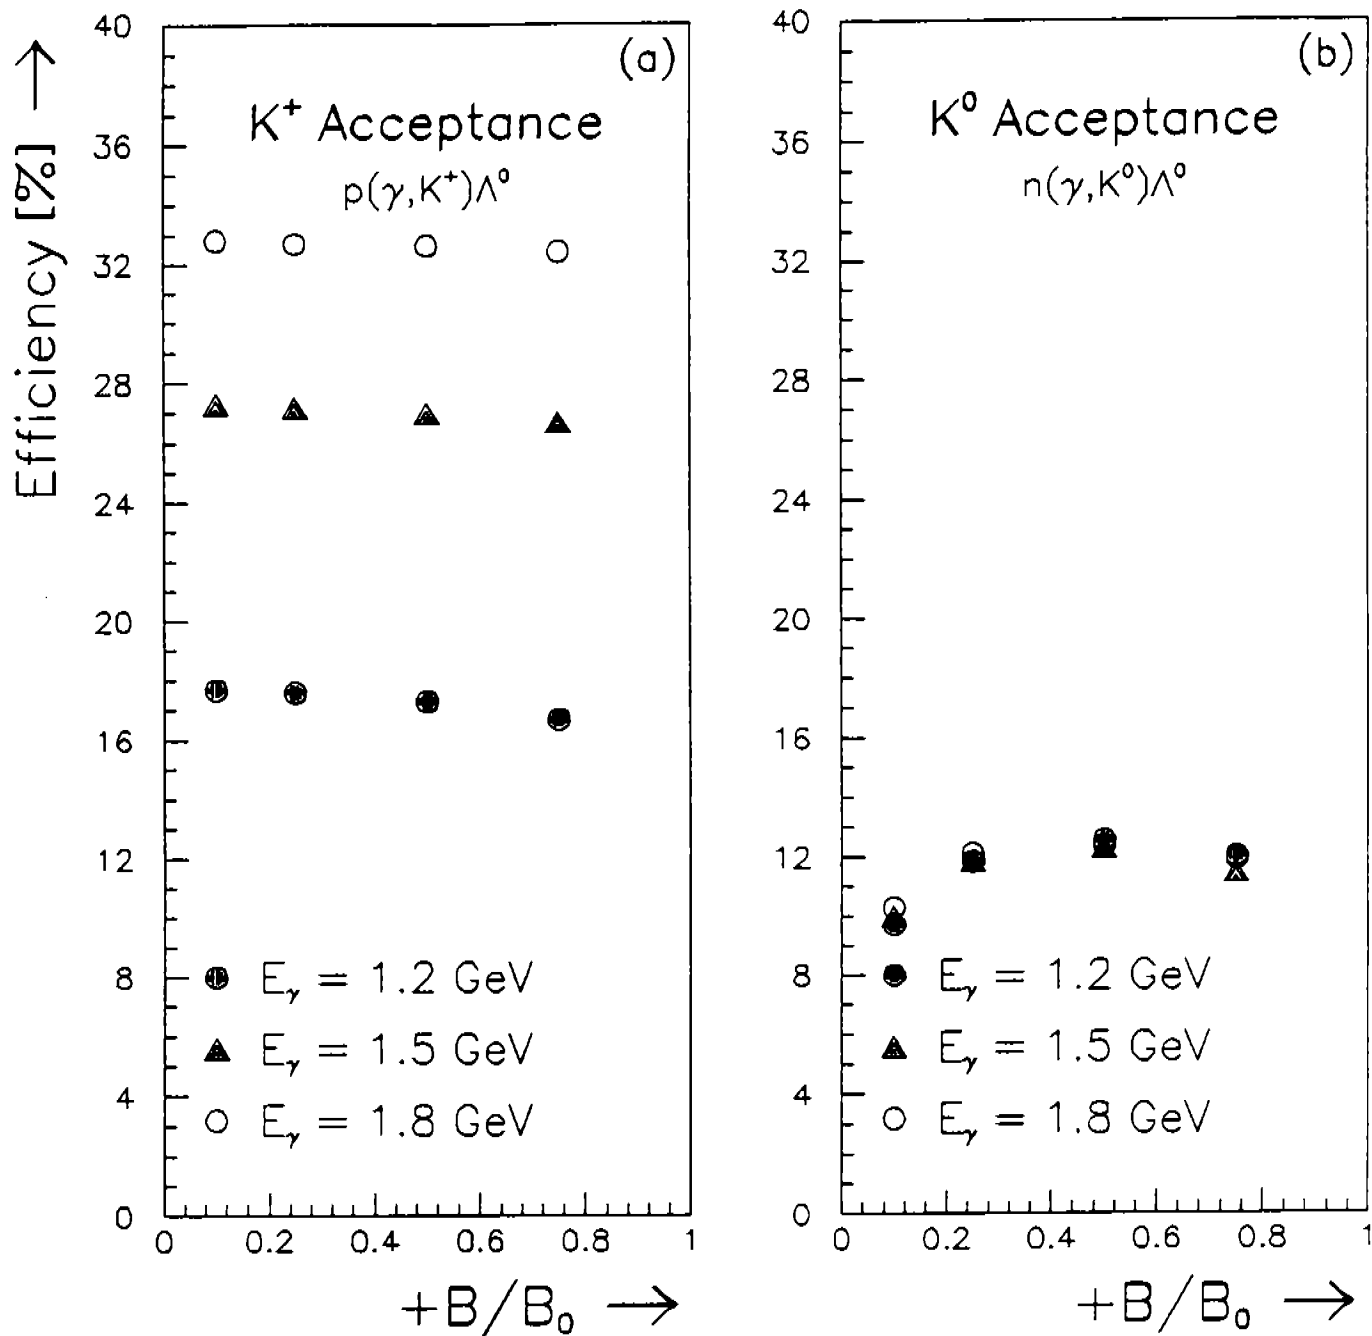 (a)
K⁺ Acceptance
p(γ,K⁺)Λ⁰
Efficiency [%] →
40
36
32
28
24
20
16
12
8
4
0
E_γ = 1.2 GeV
E_γ = 1.5 GeV
E_γ = 1.8 GeV
0 0.2 0.4 0.6 0.8 1
+B/B₀ →
(b)
K⁰ Acceptance
n(γ,K⁰)Λ⁰
40
36
32
28
24
20
16
12
8
4
0
E_γ = 1.2 GeV
E_γ = 1.5 GeV
E_γ = 1.8 GeV
0 0.2 0.4 0.6 0.8 1
+B/B₀ →